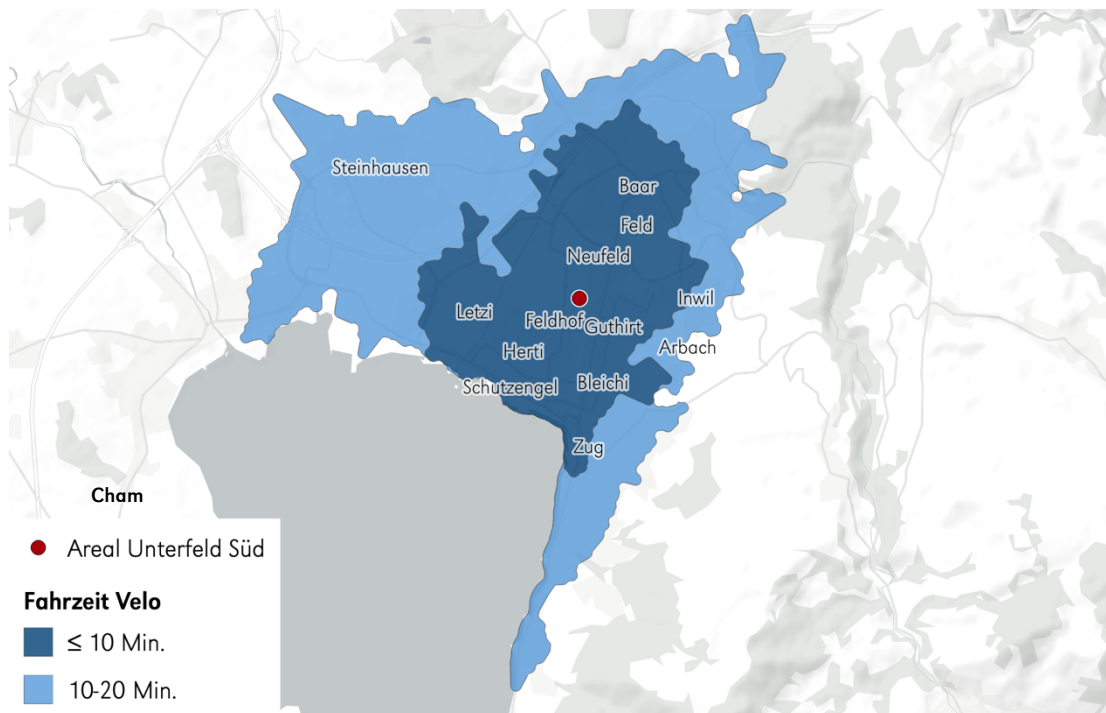 Steinhausen
Baar
Feld
Neufeld
Inwil
Letzi
Feldhof
Guthirt
Herti
Arbach
Schutzengel
Bleichi
Zug
Cham
Areal Unterfeld Süd
Fahrzeit Velo
≤ 10 Min.
10-20 Min.